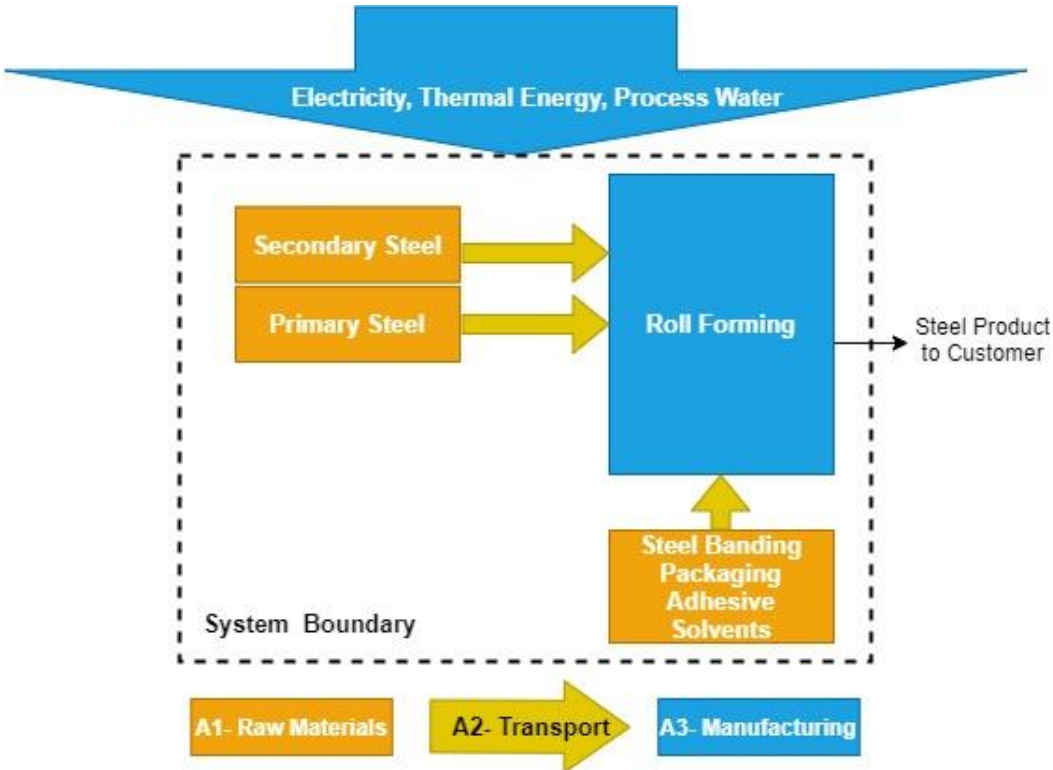 Electricity, Thermal Energy, Process Water
Secondary Steel
Primary Steel
Roll Forming
Steel Product
to Customer
Steel Banding
Packaging
Adhesive
Solvents
System Boundary
A1- Raw Materials
A2- Transport
A3- Manufacturing